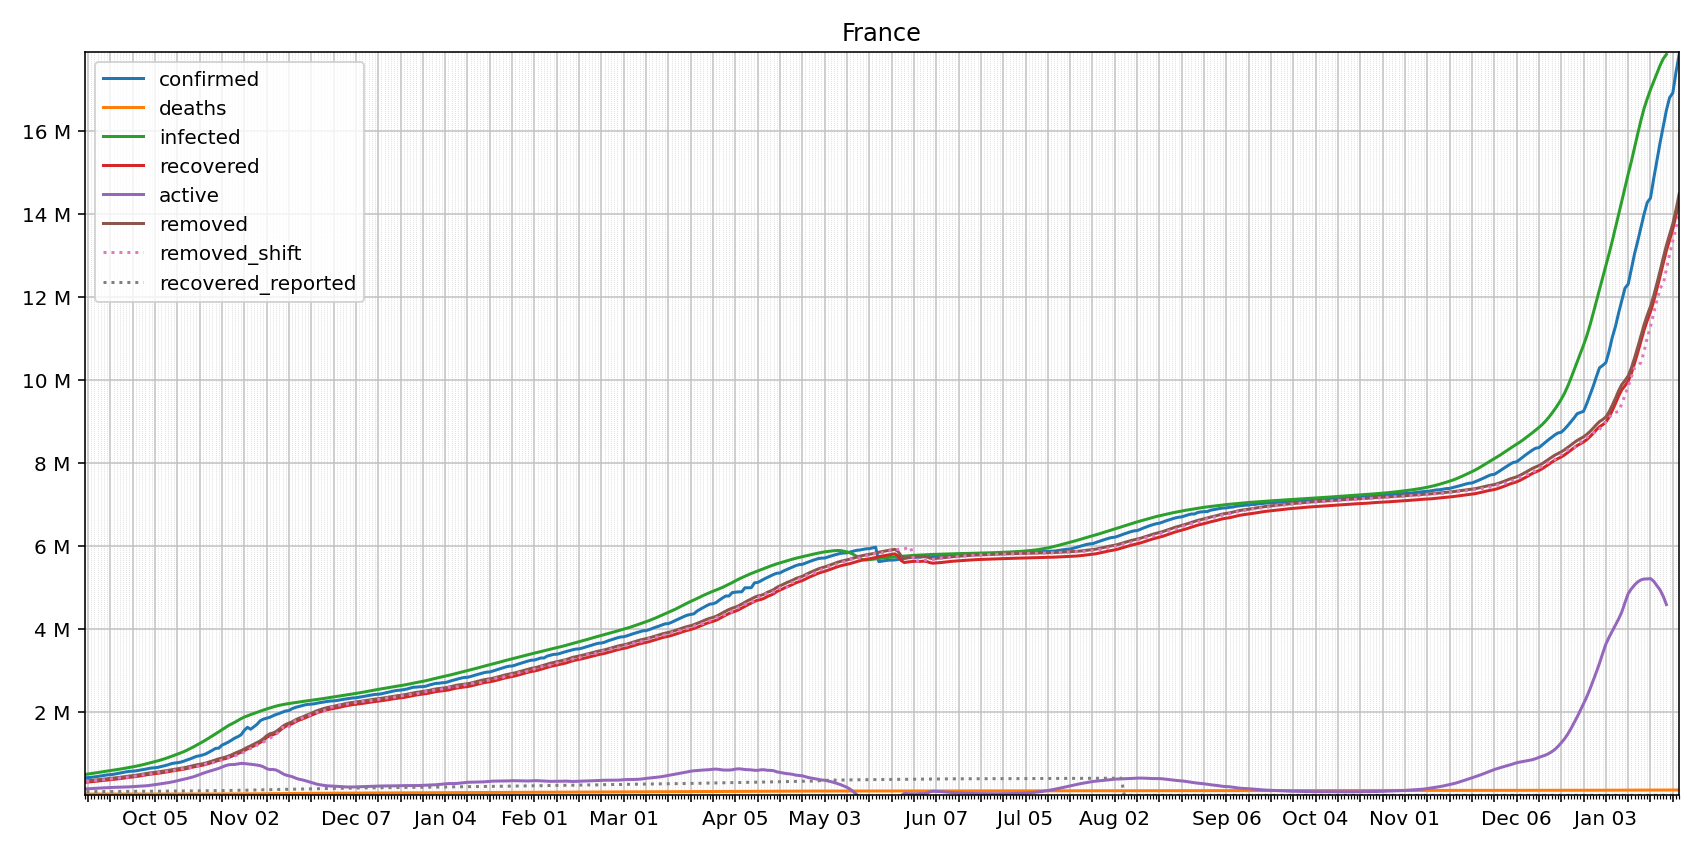 France
confirmed
deaths
infected
recovered
active
removed
removed_shift
recovered_reported
16 M
14 M
12 M
10 M
8 M
6 M
4 M
2 M
Oct 05 Nov 02 Dec 07 Jan 04 Feb 01 Mar 01 Apr 05 May 03 Jun 07 Jul 05 Aug 02 Sep 06 Oct 04 Nov 01 Dec 06 Jan 03